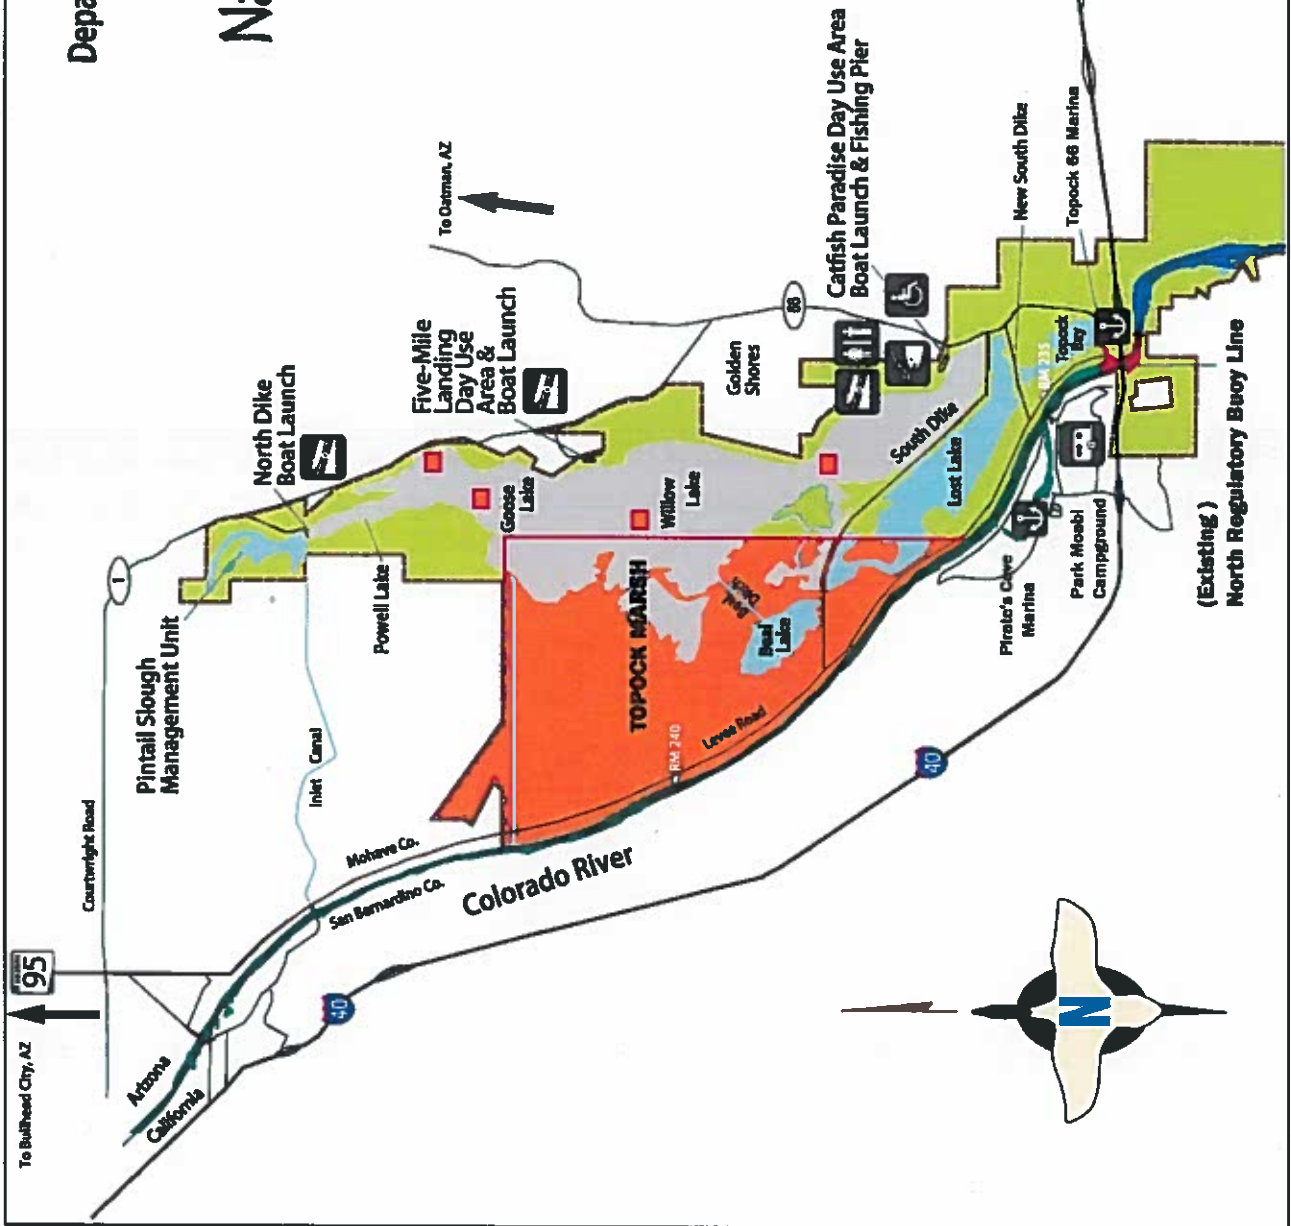 Depa
Na
To Bullhead City, AZ
95
Courtwright Road
1
Pintail Slough
Management Unit
North Dike
Boat Launch
Five-Mile
Landing
Day Use
Area &
Boat Launch
To Oatman, AZ
Catfish Paradise Day Use Area
Boat Launch & Fishing Pier
New South Dike
Topock 66 Marina
Golden
Shores
Goose
Lake
Willow
Lake
Powell Lake
South Dike
Lost Lake
Topock
Bay
RM 235
TOPOCK MARSH
Beal
Lake
Levee Road
RM 240
Inlet Canal
Mohave Co.
San Bernardino Co.
Colorado River
Arizona
California
40
40
Pirate's Cove
Marina
Park Moabi
Campground
(Existing )
North Regulatory Buoy Line
N